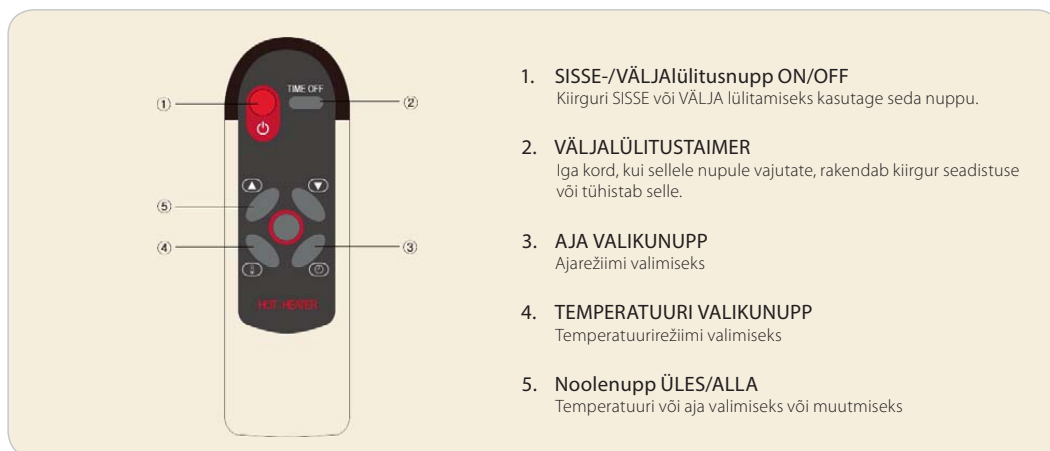 ①
TIME OFF
②
⑤
④
③
HOT HEATER
1. SISSE-/VÄLJAlülitusnupp ON/OFF
Kiirguri SISSE või VÄLJA lülitamiseks kasutage seda nuppu.
2. VÄLJALÜLITUSTAIMER
Iga kord, kui sellele nupule vajutate, rakendab kiirgur seadistuse
või tühistab selle.
3. AJA VALIKUNUPP
Ajarežiimi valimiseks
4. TEMPERATUURI VALIKUNUPP
Temperatuurirežiimi valimiseks
5. Noolenupp ÜLES/ALLA
Temperatuuri või aja valimiseks või muutmiseks